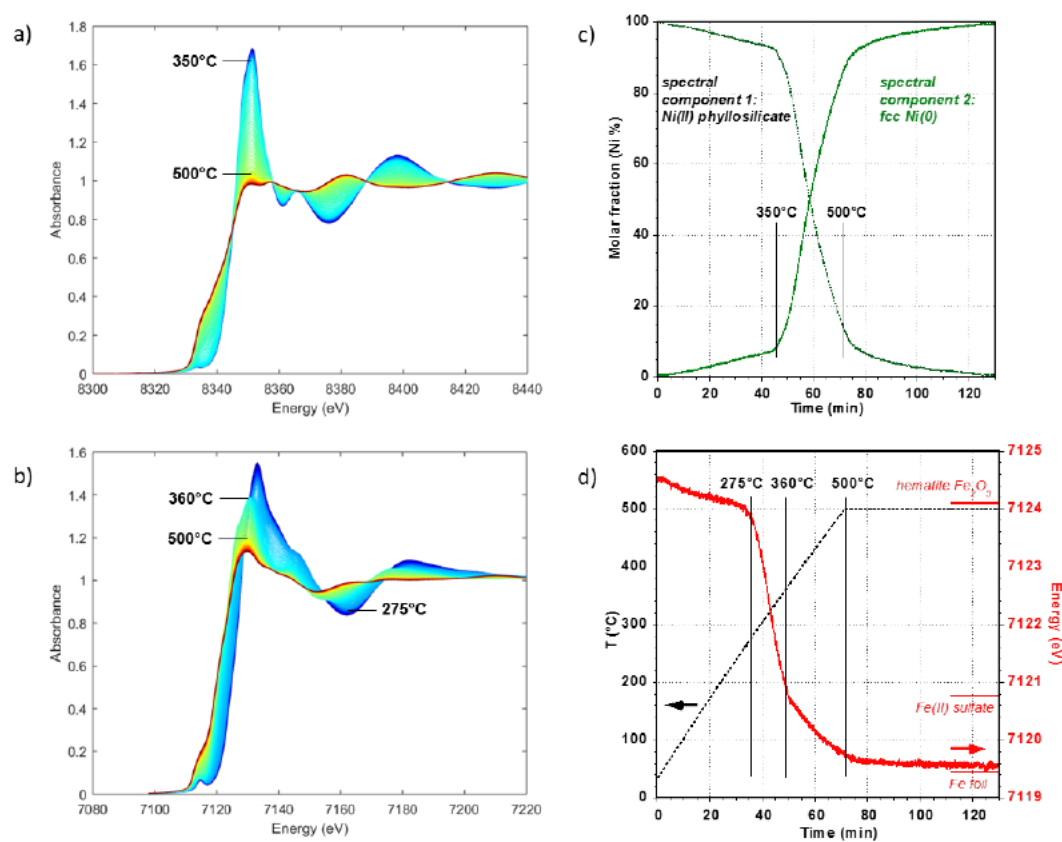 a)
1.8
1.6
1.4
1.2
1
0.8
0.6
0.4
0.2
0
Absorbance
350°C
500°C
8300
8320
8340
8360
8380
8400
8420
8440
Energy (eV)
c)
100
80
60
40
20
0
Molar fraction (Ni %)
spectral
component 1:
Ni(II) phyllosilicate
spectral
component 2:
fcc Ni(0)
350°C
500°C
0
20
40
60
80
100
120
Time (min)
b)
1.6
1.4
1.2
1
0.8
0.6
0.4
0.2
0
Absorbance
360°C
500°C
275°C
7080
7100
7120
7140
7160
7180
7200
7220
Energy (eV)
d)
600
500
400
300
200
100
0
T (°C)
275°C
360°C
500°C
hematite Fe2O3
Fe(II) sulfate
Fe foil
7125
7124
7123
7122
7121
7120
7119
Energy (eV)
0
20
40
60
80
100
120
Time (min)